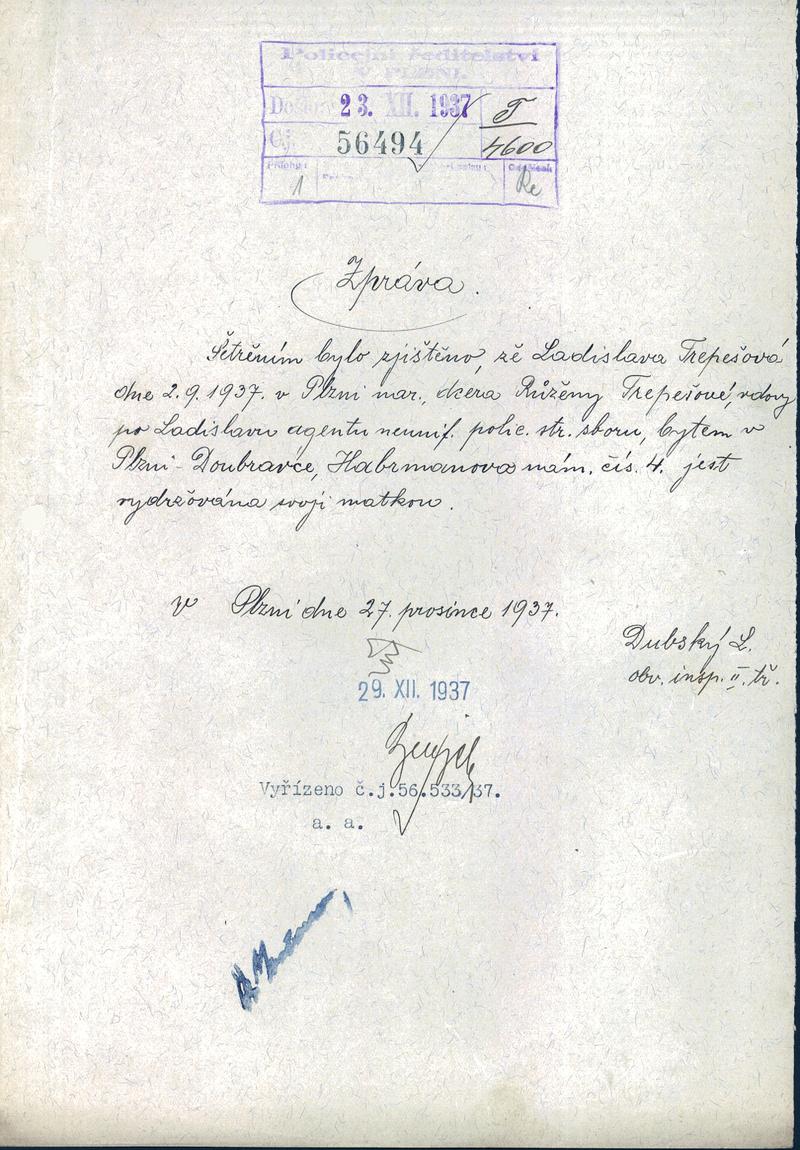 Policejní ředitelství
V PLZNI.
Došlo: 23. XII. 1937 T
Čj. 56494 4600
Přílohy:
1 Re
Zpráva.
Šetřením bylo zjištěno, že Ladislava Trepešová
dne 2.9.1937. v Plzni nar., dcera Růženy Trepešové, vdovy
po Ladislavu agentu neunif. polic. str. sboru, bytem v
Plzni-Doubravce, Habrmanova nám. čís. 4. jest
vydržována svojí matkou.
v Plzni dne 27. prosince 1937.
Dubský L.
obv. insp. II. tř.
29. XII. 1937
Vyřízeno č.j.56.533/37.
a. a.